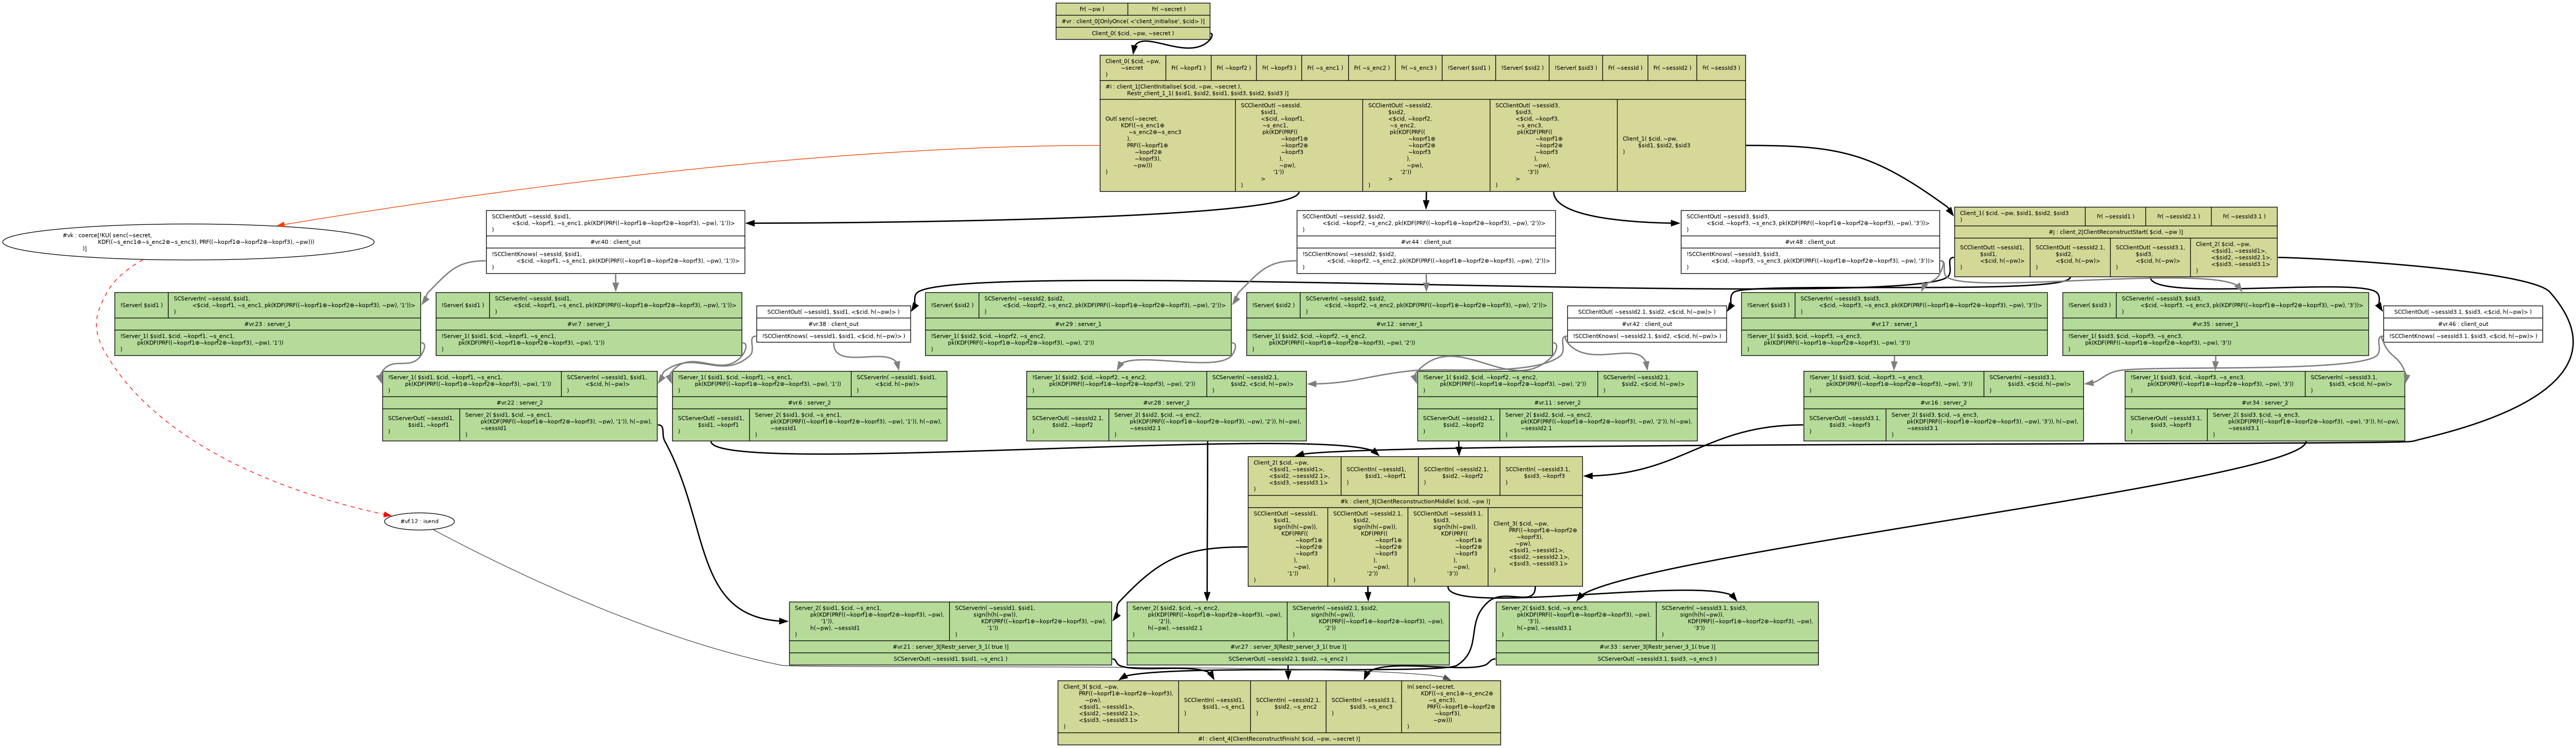 Fr( ~pw )
Fr( ~secret )
#vr : client_0[OnlyOnce( <'client_initialise', $cid> )]
Client_0( $cid, ~pw, ~secret )
Client_0( $cid, ~pw,
~secret
)
Fr( ~koprf1 )
Fr( ~koprf2 )
Fr( ~koprf3 )
Fr( ~s_enc1 )
Fr( ~s_enc2 )
Fr( ~s_enc3 )
!Server( $sid1 )
!Server( $sid2 )
!Server( $sid3 )
Fr( ~sessId )
Fr( ~sessId2 )
Fr( ~sessId3 )
#i : client_1[ClientInitialise( $cid, ~pw, ~secret ),
Restr_client_1_1( $sid1, $sid2, $sid1, $sid3, $sid2, $sid3 )]
Out( senc(~secret,
KDF((~s_enc1⊕
~s_enc2⊕~s_enc3
),
PRF((~koprf1⊕
~koprf2⊕
~koprf3),
~pw)))
)
SCClientOut( ~sessId,
$sid1,
<$cid, ~koprf1,
~s_enc1,
pk(KDF(PRF((
~koprf1⊕
~koprf2⊕
~koprf3
),
~pw),
'1'))
>
)
SCClientOut( ~sessId2,
$sid2,
<$cid, ~koprf2,
~s_enc2,
pk(KDF(PRF((
~koprf1⊕
~koprf2⊕
~koprf3
),
~pw),
'2'))
>
)
SCClientOut( ~sessId3,
$sid3,
<$cid, ~koprf3,
~s_enc3,
pk(KDF(PRF((
~koprf1⊕
~koprf2⊕
~koprf3
),
~pw),
'3'))
>
)
Client_1( $cid, ~pw,
$sid1, $sid2, $sid3
)
#vk : coerce[!KU( senc(~secret,
KDF((~s_enc1⊕~s_enc2⊕~s_enc3), PRF((~koprf1⊕~koprf2⊕~koprf3), ~pw)))
)]
SCClientOut( ~sessId, $sid1,
<$cid, ~koprf1, ~s_enc1, pk(KDF(PRF((~koprf1⊕~koprf2⊕~koprf3), ~pw), '1'))>
)
#vr.40 : client_out
!SCClientKnows( ~sessId, $sid1,
<$cid, ~koprf1, ~s_enc1, pk(KDF(PRF((~koprf1⊕~koprf2⊕~koprf3), ~pw), '1'))>
)
SCClientOut( ~sessId2, $sid2,
<$cid, ~koprf2, ~s_enc2, pk(KDF(PRF((~koprf1⊕~koprf2⊕~koprf3), ~pw), '2'))>
)
#vr.44 : client_out
!SCClientKnows( ~sessId2, $sid2,
<$cid, ~koprf2, ~s_enc2, pk(KDF(PRF((~koprf1⊕~koprf2⊕~koprf3), ~pw), '2'))>
)
SCClientOut( ~sessId3, $sid3,
<$cid, ~koprf3, ~s_enc3, pk(KDF(PRF((~koprf1⊕~koprf2⊕~koprf3), ~pw), '3'))>
)
#vr.48 : client_out
!SCClientKnows( ~sessId3, $sid3,
<$cid, ~koprf3, ~s_enc3, pk(KDF(PRF((~koprf1⊕~koprf2⊕~koprf3), ~pw), '3'))>
)
Client_1( $cid, ~pw, $sid1, $sid2, $sid3
)
Fr( ~sessId1 )
Fr( ~sessId2.1 )
Fr( ~sessId3.1 )
#j : client_2[ClientReconstructStart( $cid, ~pw )]
SCClientOut( ~sessId1,
$sid1,
<$cid, h(~pw)>
)
SCClientOut( ~sessId2.1,
$sid2,
<$cid, h(~pw)>
)
SCClientOut( ~sessId3.1,
$sid3,
<$cid, h(~pw)>
)
Client_2( $cid, ~pw,
<$sid1, ~sessId1>,
<$sid2, ~sessId2.1>,
<$sid3, ~sessId3.1>
)
!Server( $sid1 )
SCServerIn( ~sessId, $sid1,
<$cid, ~koprf1, ~s_enc1, pk(KDF(PRF((~koprf1⊕~koprf2⊕~koprf3), ~pw), '1'))>
)
#vr.23 : server_1
!Server_1( $sid1, $cid, ~koprf1, ~s_enc1,
pk(KDF(PRF((~koprf1⊕~koprf2⊕~koprf3), ~pw), '1'))
)
!Server( $sid1 )
SCServerIn( ~sessId, $sid1,
<$cid, ~koprf1, ~s_enc1, pk(KDF(PRF((~koprf1⊕~koprf2⊕~koprf3), ~pw), '1'))>
)
#vr.7 : server_1
!Server_1( $sid1, $cid, ~koprf1, ~s_enc1,
pk(KDF(PRF((~koprf1⊕~koprf2⊕~koprf3), ~pw), '1'))
)
SCClientOut( ~sessId1, $sid1, <$cid, h(~pw)> )
#vr.38 : client_out
!SCClientKnows( ~sessId1, $sid1, <$cid, h(~pw)> )
!Server( $sid2 )
SCServerIn( ~sessId2, $sid2,
<$cid, ~koprf2, ~s_enc2, pk(KDF(PRF((~koprf1⊕~koprf2⊕~koprf3), ~pw), '2'))>
)
#vr.29 : server_1
!Server_1( $sid2, $cid, ~koprf2, ~s_enc2,
pk(KDF(PRF((~koprf1⊕~koprf2⊕~koprf3), ~pw), '2'))
)
!Server( $sid2 )
SCServerIn( ~sessId2, $sid2,
<$cid, ~koprf2, ~s_enc2, pk(KDF(PRF((~koprf1⊕~koprf2⊕~koprf3), ~pw), '2'))>
)
#vr.12 : server_1
!Server_1( $sid2, $cid, ~koprf2, ~s_enc2,
pk(KDF(PRF((~koprf1⊕~koprf2⊕~koprf3), ~pw), '2'))
)
SCClientOut( ~sessId2.1, $sid2, <$cid, h(~pw)> )
#vr.42 : client_out
!SCClientKnows( ~sessId2.1, $sid2, <$cid, h(~pw)> )
!Server( $sid3 )
SCServerIn( ~sessId3, $sid3,
<$cid, ~koprf3, ~s_enc3, pk(KDF(PRF((~koprf1⊕~koprf2⊕~koprf3), ~pw), '3'))>
)
#vr.17 : server_1
!Server_1( $sid3, $cid, ~koprf3, ~s_enc3,
pk(KDF(PRF((~koprf1⊕~koprf2⊕~koprf3), ~pw), '3'))
)
!Server( $sid3 )
SCServerIn( ~sessId3, $sid3,
<$cid, ~koprf3, ~s_enc3, pk(KDF(PRF((~koprf1⊕~koprf2⊕~koprf3), ~pw), '3'))>
)
#vr.35 : server_1
!Server_1( $sid3, $cid, ~koprf3, ~s_enc3,
pk(KDF(PRF((~koprf1⊕~koprf2⊕~koprf3), ~pw), '3'))
)
SCClientOut( ~sessId3.1, $sid3, <$cid, h(~pw)> )
#vr.46 : client_out
!SCClientKnows( ~sessId3.1, $sid3, <$cid, h(~pw)> )
!Server_1( $sid1, $cid, ~koprf1, ~s_enc1,
pk(KDF(PRF((~koprf1⊕~koprf2⊕~koprf3), ~pw), '1'))
)
SCServerIn( ~sessId1, $sid1,
<$cid, h(~pw)>
)
#vr.22 : server_2
SCServerOut( ~sessId1,
$sid1, ~koprf1
)
Server_2( $sid1, $cid, ~s_enc1,
pk(KDF(PRF((~koprf1⊕~koprf2⊕~koprf3), ~pw), '1')), h(~pw),
~sessId1
)
!Server_1( $sid1, $cid, ~koprf1, ~s_enc1,
pk(KDF(PRF((~koprf1⊕~koprf2⊕~koprf3), ~pw), '1'))
)
SCServerIn( ~sessId1, $sid1,
<$cid, h(~pw)>
)
#vr.6 : server_2
SCServerOut( ~sessId1,
$sid1, ~koprf1
)
Server_2( $sid1, $cid, ~s_enc1,
pk(KDF(PRF((~koprf1⊕~koprf2⊕~koprf3), ~pw), '1')), h(~pw),
~sessId1
)
!Server_1( $sid2, $cid, ~koprf2, ~s_enc2,
pk(KDF(PRF((~koprf1⊕~koprf2⊕~koprf3), ~pw), '2'))
)
SCServerIn( ~sessId2.1,
$sid2, <$cid, h(~pw)>
)
#vr.28 : server_2
SCServerOut( ~sessId2.1,
$sid2, ~koprf2
)
Server_2( $sid2, $cid, ~s_enc2,
pk(KDF(PRF((~koprf1⊕~koprf2⊕~koprf3), ~pw), '2')), h(~pw),
~sessId2.1
)
!Server_1( $sid2, $cid, ~koprf2, ~s_enc2,
pk(KDF(PRF((~koprf1⊕~koprf2⊕~koprf3), ~pw), '2'))
)
SCServerIn( ~sessId2.1,
$sid2, <$cid, h(~pw)>
)
#vr.11 : server_2
SCServerOut( ~sessId2.1,
$sid2, ~koprf2
)
Server_2( $sid2, $cid, ~s_enc2,
pk(KDF(PRF((~koprf1⊕~koprf2⊕~koprf3), ~pw), '2')), h(~pw),
~sessId2.1
)
!Server_1( $sid3, $cid, ~koprf3, ~s_enc3,
pk(KDF(PRF((~koprf1⊕~koprf2⊕~koprf3), ~pw), '3'))
)
SCServerIn( ~sessId3.1,
$sid3, <$cid, h(~pw)>
)
#vr.16 : server_2
SCServerOut( ~sessId3.1,
$sid3, ~koprf3
)
Server_2( $sid3, $cid, ~s_enc3,
pk(KDF(PRF((~koprf1⊕~koprf2⊕~koprf3), ~pw), '3')), h(~pw),
~sessId3.1
)
!Server_1( $sid3, $cid, ~koprf3, ~s_enc3,
pk(KDF(PRF((~koprf1⊕~koprf2⊕~koprf3), ~pw), '3'))
)
SCServerIn( ~sessId3.1,
$sid3, <$cid, h(~pw)>
)
#vr.34 : server_2
SCServerOut( ~sessId3.1,
$sid3, ~koprf3
)
Server_2( $sid3, $cid, ~s_enc3,
pk(KDF(PRF((~koprf1⊕~koprf2⊕~koprf3), ~pw), '3')), h(~pw),
~sessId3.1
)
#vf.12 : isend
Client_2( $cid, ~pw,
<$sid1, ~sessId1>,
<$sid2, ~sessId2.1>,
<$sid3, ~sessId3.1>
)
SCClientIn( ~sessId1,
$sid1, ~koprf1
)
SCClientIn( ~sessId2.1,
$sid2, ~koprf2
)
SCClientIn( ~sessId3.1,
$sid3, ~koprf3
)
#k : client_3[ClientReconstructionMiddle( $cid, ~pw )]
SCClientOut( ~sessId1,
$sid1,
sign(h(h(~pw)),
KDF(PRF((
~koprf1⊕
~koprf2⊕
~koprf3
),
~pw),
'1'))
)
SCClientOut( ~sessId2.1,
$sid2,
sign(h(h(~pw)),
KDF(PRF((
~koprf1⊕
~koprf2⊕
~koprf3
),
~pw),
'2'))
)
SCClientOut( ~sessId3.1,
$sid3,
sign(h(h(~pw)),
KDF(PRF((
~koprf1⊕
~koprf2⊕
~koprf3
),
~pw),
'3'))
)
Client_3( $cid, ~pw,
PRF((~koprf1⊕~koprf2⊕
~koprf3),
~pw),
<$sid1, ~sessId1>,
<$sid2, ~sessId2.1>,
<$sid3, ~sessId3.1>
)
Server_2( $sid1, $cid, ~s_enc1,
pk(KDF(PRF((~koprf1⊕~koprf2⊕~koprf3), ~pw),
'1')),
h(~pw), ~sessId1
)
SCServerIn( ~sessId1, $sid1,
sign(h(h(~pw)),
KDF(PRF((~koprf1⊕~koprf2⊕~koprf3), ~pw),
'1'))
)
#vr.21 : server_3[Restr_server_3_1( true )]
SCServerOut( ~sessId1, $sid1, ~s_enc1 )
Server_2( $sid2, $cid, ~s_enc2,
pk(KDF(PRF((~koprf1⊕~koprf2⊕~koprf3), ~pw),
'2')),
h(~pw), ~sessId2.1
)
SCServerIn( ~sessId2.1, $sid2,
sign(h(h(~pw)),
KDF(PRF((~koprf1⊕~koprf2⊕~koprf3), ~pw),
'2'))
)
#vr.27 : server_3[Restr_server_3_1( true )]
SCServerOut( ~sessId2.1, $sid2, ~s_enc2 )
Server_2( $sid3, $cid, ~s_enc3,
pk(KDF(PRF((~koprf1⊕~koprf2⊕~koprf3), ~pw),
'3')),
h(~pw), ~sessId3.1
)
SCServerIn( ~sessId3.1, $sid3,
sign(h(h(~pw)),
KDF(PRF((~koprf1⊕~koprf2⊕~koprf3), ~pw),
'3'))
)
#vr.33 : server_3[Restr_server_3_1( true )]
SCServerOut( ~sessId3.1, $sid3, ~s_enc3 )
Client_3( $cid, ~pw,
PRF((~koprf1⊕~koprf2⊕~koprf3),
~pw),
<$sid1, ~sessId1>,
<$sid2, ~sessId2.1>,
<$sid3, ~sessId3.1>
)
SCClientIn( ~sessId1,
$sid1, ~s_enc1
)
SCClientIn( ~sessId2.1,
$sid2, ~s_enc2
)
SCClientIn( ~sessId3.1,
$sid3, ~s_enc3
)
In( senc(~secret,
KDF((~s_enc1⊕~s_enc2⊕
~s_enc3),
PRF((~koprf1⊕~koprf2⊕
~koprf3),
~pw)))
)
#l : client_4[ClientReconstructFinish( $cid, ~pw, ~secret )]